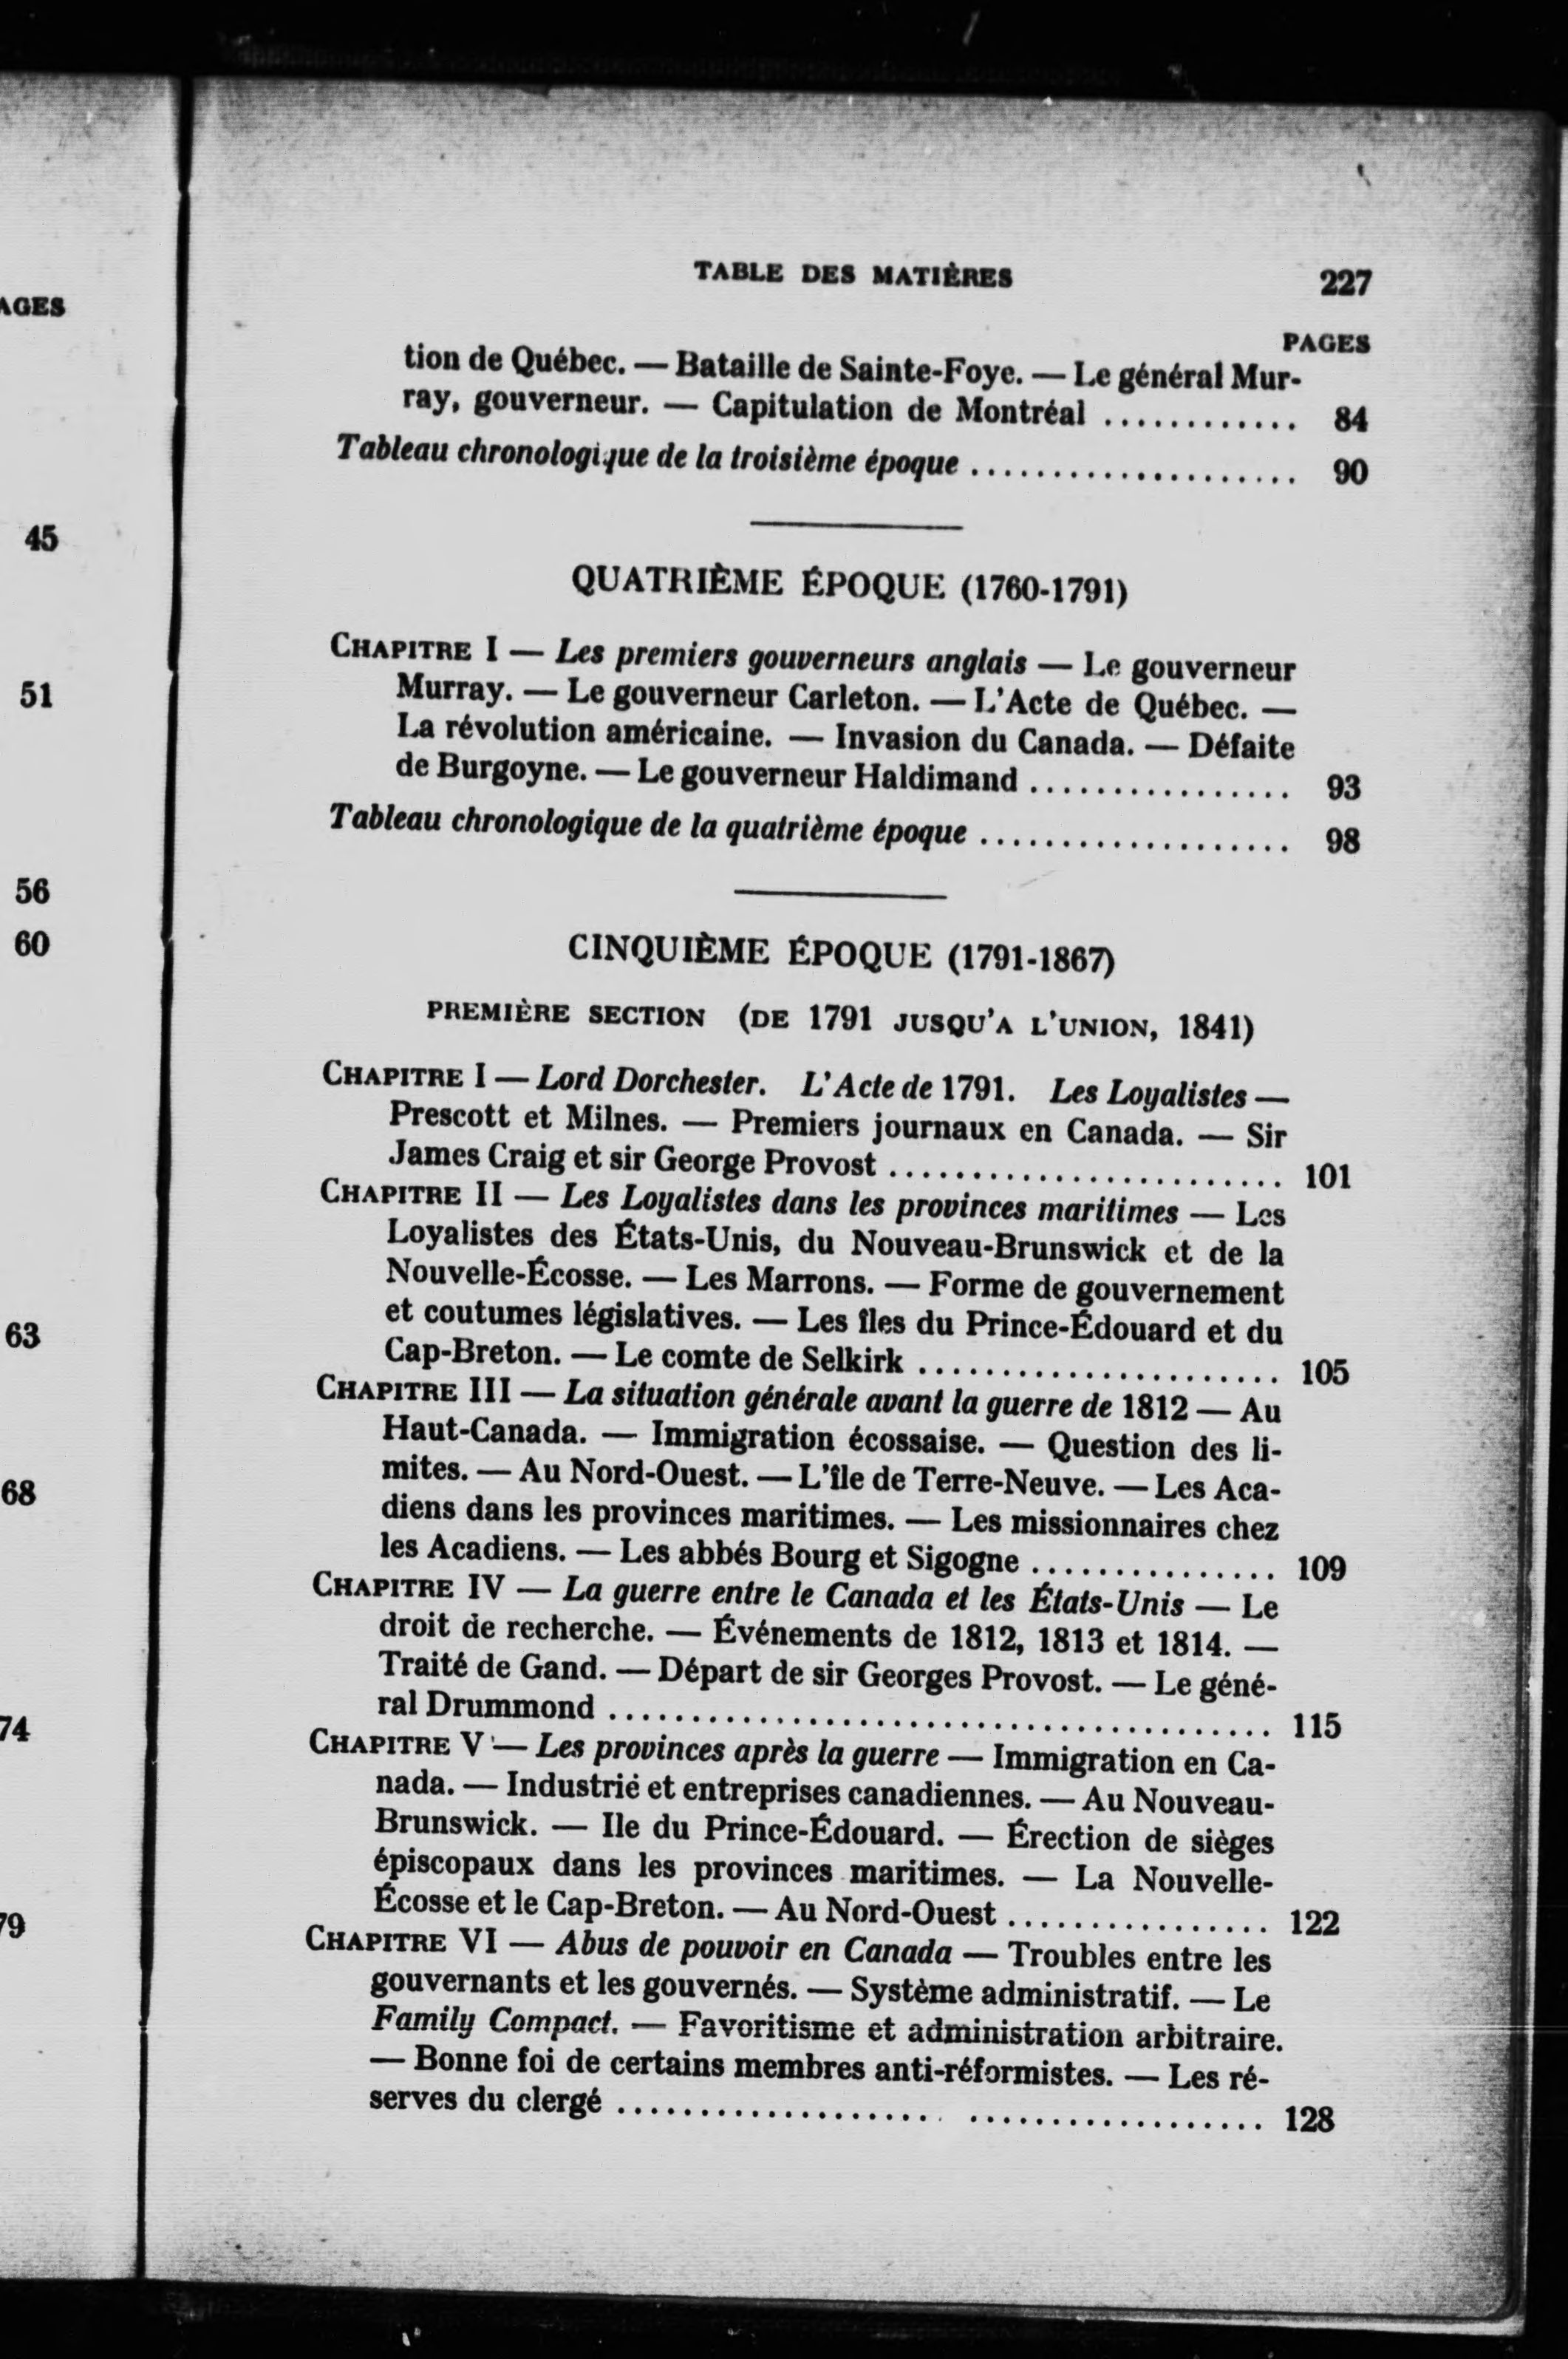 AGES
45
51
56
60
63
68
74
79
TABLE DES MATIÈRES 227
PAGES
tion de Québec. — Bataille de Sainte-Foye. — Le général Mur-
ray, gouverneur. — Capitulation de Montréal ............ 84
Tableau chronologique de la troisième époque .................... 90
QUATRIÈME ÉPOQUE (1760-1791)
CHAPITRE I — Les premiers gouverneurs anglais — Le gouverneur
Murray. — Le gouverneur Carleton. — L'Acte de Québec. —
La révolution américaine. — Invasion du Canada. — Défaite
de Burgoyne. — Le gouverneur Haldimand ................ 93
Tableau chronologique de la quatrième époque ................... 98
CINQUIÈME ÉPOQUE (1791-1867)
PREMIÈRE SECTION (DE 1791 JUSQU'A L'UNION, 1841)
CHAPITRE I — Lord Dorchester. L'Acte de 1791. Les Loyalistes —
Prescott et Milnes. — Premiers journaux en Canada. — Sir
James Craig et sir George Provost ........................ 101
CHAPITRE II — Les Loyalistes dans les provinces maritimes — Les
Loyalistes des États-Unis, du Nouveau-Brunswick et de la
Nouvelle-Écosse. — Les Marrons. — Forme de gouvernement
et coutumes législatives. — Les îles du Prince-Édouard et du
Cap-Breton. — Le comte de Selkirk ...................... 105
CHAPITRE III — La situation générale avant la guerre de 1812 — Au
Haut-Canada. — Immigration écossaise. — Question des li-
mites. — Au Nord-Ouest. — L'île de Terre-Neuve. — Les Aca-
diens dans les provinces maritimes. — Les missionnaires chez
les Acadiens. — Les abbés Bourg et Sigogne ............... 109
CHAPITRE IV — La guerre entre le Canada et les États-Unis — Le
droit de recherche. — Événements de 1812, 1813 et 1814. —
Traité de Gand. — Départ de sir Georges Provost. — Le géné-
ral Drummond ........................................ 115
CHAPITRE V — Les provinces après la guerre — Immigration en Ca-
nada. — Industrie et entreprises canadiennes. — Au Nouveau-
Brunswick. — Ile du Prince-Édouard. — Érection de sièges
épiscopaux dans les provinces maritimes. — La Nouvelle-
Écosse et le Cap-Breton. — Au Nord-Ouest ................ 122
CHAPITRE VI — Abus de pouvoir en Canada — Troubles entre les
gouvernants et les gouvernés. — Système administratif. — Le
Family Compact. — Favoritisme et administration arbitraire.
— Bonne foi de certains membres anti-réformistes. — Les ré-
serves du clergé ....................................... 128